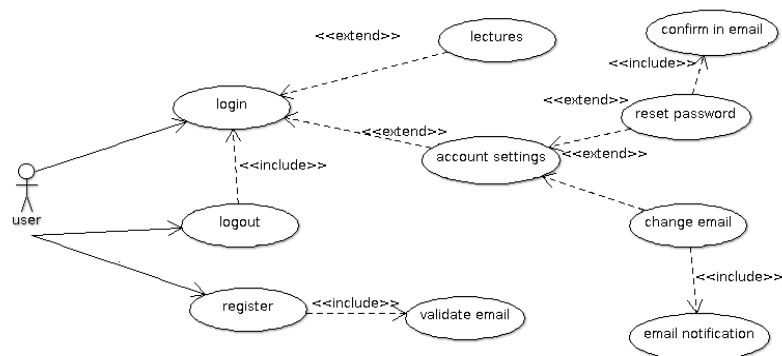 confirm in email
<<extend>>
lectures
<<include>>
login
<<extend>>
reset password
<<extend>>
account settings
<<extend>>
<<include>>
user
logout
change email
<<include>>
register
<<include>>
validate email
email notification